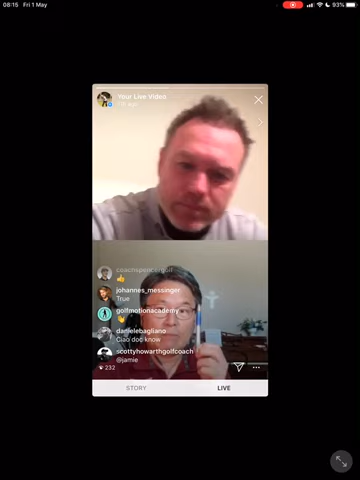 08:15 Fri 1 May
93%
Your Live Video
coachspencergolf
johannes_messinger
True
golfmotionacademy
danielebagliano
Ciao doc know
scottyhowarthgolfcoach
@jamie
232
STORY LIVE